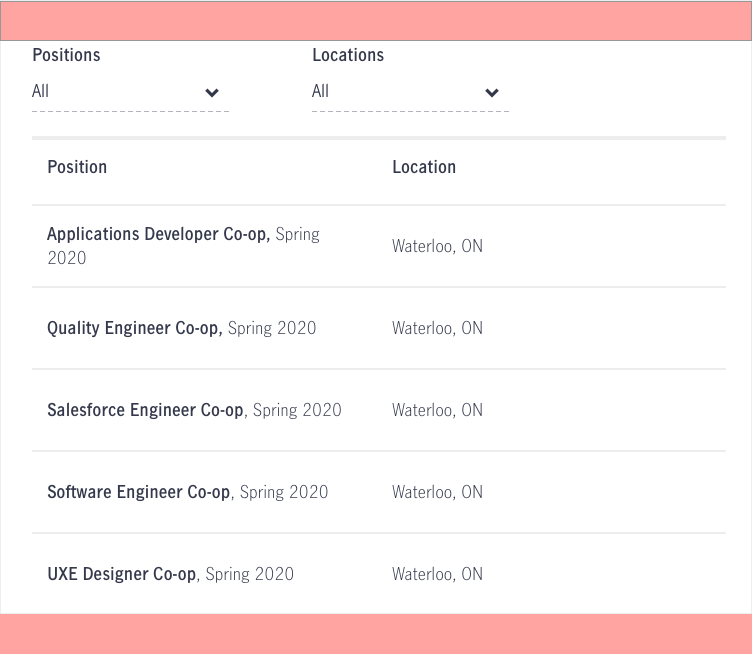 Positions Locations
All All
Position Location
Applications Developer Co-op, Spring
2020
Waterloo, ON
Quality Engineer Co-op, Spring 2020 Waterloo, ON
Salesforce Engineer Co-op, Spring 2020 Waterloo, ON
Software Engineer Co-op, Spring 2020 Waterloo, ON
UXE Designer Co-op, Spring 2020 Waterloo, ON